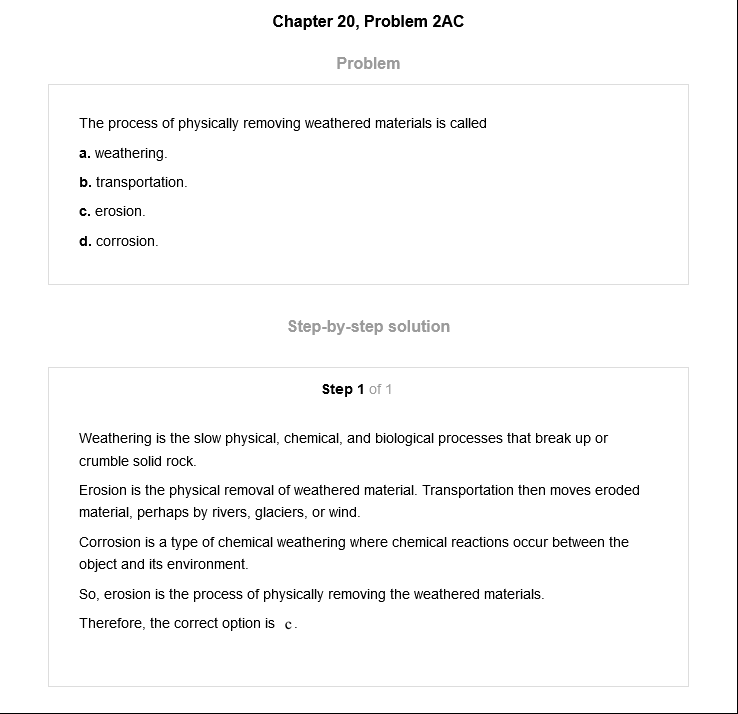 Chapter 20, Problem 2AC
Problem
The process of physically removing weathered materials is called
a. weathering.
b. transportation.
c. erosion.
d. corrosion.
Step-by-step solution
Step 1 of 1
Weathering is the slow physical, chemical, and biological processes that break up or
crumble solid rock.
Erosion is the physical removal of weathered material. Transportation then moves eroded
material, perhaps by rivers, glaciers, or wind.
Corrosion is a type of chemical weathering where chemical reactions occur between the
object and its environment.
So, erosion is the process of physically removing the weathered materials.
Therefore, the correct option is c.